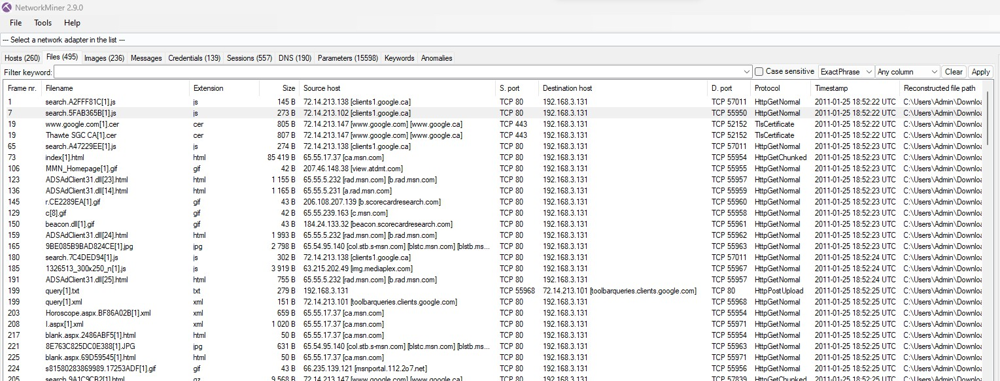 NetworkMiner 2.9.0
File Tools Help
--- Select a network adapter in the list ---
Hosts (260) Files (495) Images (236) Messages Credentials (139) Sessions (557) DNS (190) Parameters (15598) Keywords Anomalies
Filter keyword: Case sensitive ExactPhrase Any column Clear Apply
Frame nr. Filename Extension Size Source host S. port Destination host D. port Protocol Timestamp Reconstructed file path
1 search.A2FFF81C[1].js js 145 B 72.14.213.138 [clients1.google.ca] TCP 80 192.168.3.131 TCP 57011 HttpGetNormal 2011-01-25 18:52:22 UTC C:\Users\Admin\Downloa
7 search.5FAB365B[1].js js 273 B 72.14.213.102 [clients1.google.ca] TCP 80 192.168.3.131 TCP 55950 HttpGetNormal 2011-01-25 18:52:22 UTC C:\Users\Admin\Downloa
19 www.google.com[1].cer cer 805 B 72.14.213.147 [www.google.com] [www.google.ca] TCP 443 192.168.3.131 TCP 52152 TlsCertificate 2011-01-25 18:52:22 UTC C:\Users\Admin\Downloa
19 Thawte SGC CA[1].cer cer 807 B 72.14.213.147 [www.google.com] [www.google.ca] TCP 443 192.168.3.131 TCP 52152 TlsCertificate 2011-01-25 18:52:22 UTC C:\Users\Admin\Downloa
65 search.A47229EE[1].js js 274 B 72.14.213.138 [clients1.google.ca] TCP 80 192.168.3.131 TCP 57011 HttpGetNormal 2011-01-25 18:52:23 UTC C:\Users\Admin\Downloa
73 index[1].html html 85 419 B 65.55.17.37 [ca.msn.com] TCP 80 192.168.3.131 TCP 55954 HttpGetChunked 2011-01-25 18:52:23 UTC C:\Users\Admin\Downloa
106 MMN_Homepage[1].gif gif 42 B 207.46.148.38 [view.atdmt.com] TCP 80 192.168.3.131 TCP 55955 HttpGetNormal 2011-01-25 18:52:23 UTC C:\Users\Admin\Downloa
123 ADSAdClient31.dll[23].html html 1 155 B 65.55.5.232 [rad.msn.com] [b.rad.msn.com] TCP 80 192.168.3.131 TCP 55957 HttpGetNormal 2011-01-25 18:52:23 UTC C:\Users\Admin\Downloa
136 ADSAdClient31.dll[14].html html 1 165 B 65.55.5.231 [a.rad.msn.com] TCP 80 192.168.3.131 TCP 55959 HttpGetNormal 2011-01-25 18:52:23 UTC C:\Users\Admin\Downloa
145 r.CE2289EA[1].gif gif 43 B 206.108.207.139 [b.scorecardresearch.com] TCP 80 192.168.3.131 TCP 55960 HttpGetNormal 2011-01-25 18:52:23 UTC C:\Users\Admin\Downloa
129 c[8].gif gif 42 B 65.55.239.163 [c.msn.com] TCP 80 192.168.3.131 TCP 55958 HttpGetNormal 2011-01-25 18:52:23 UTC C:\Users\Admin\Downloa
150 beacon.dll[1].gif gif 43 B 184.24.133.32 [beacon.scorecardresearch.com] TCP 80 192.168.3.131 TCP 55961 HttpGetNormal 2011-01-25 18:52:23 UTC C:\Users\Admin\Downloa
159 ADSAdClient31.dll[24].html html 1 993 B 65.55.5.232 [rad.msn.com] [b.rad.msn.com] TCP 80 192.168.3.131 TCP 55962 HttpGetNormal 2011-01-25 18:52:23 UTC C:\Users\Admin\Downloa
165 9BE085B9BAD824CE[1].jpg jpg 2 798 B 65.54.95.140 [col.stb.s-msn.com] [blstc.msn.com] [blstb.ms... TCP 80 192.168.3.131 TCP 55963 HttpGetNormal 2011-01-25 18:52:23 UTC C:\Users\Admin\Downloa
180 search.7C4DED94[1].js js 302 B 72.14.213.138 [clients1.google.ca] TCP 80 192.168.3.131 TCP 57011 HttpGetNormal 2011-01-25 18:52:24 UTC C:\Users\Admin\Downloa
185 1326513_300x250_n[1].js js 3 919 B 63.215.202.49 [img.mediaplex.com] TCP 80 192.168.3.131 TCP 55967 HttpGetNormal 2011-01-25 18:52:24 UTC C:\Users\Admin\Downloa
191 ADSAdClient31.dll[25].html html 755 B 65.55.5.232 [rad.msn.com] [b.rad.msn.com] TCP 80 192.168.3.131 TCP 55957 HttpGetNormal 2011-01-25 18:52:24 UTC C:\Users\Admin\Downloa
199 query[1].txt txt 279 B 192.168.3.131 TCP 55968 72.14.213.101 [toolbarqueries.clients.google.com] TCP 80 HttpPostUpload 2011-01-25 18:52:25 UTC C:\Users\Admin\Downloa
199 query[1].xml xml 151 B 72.14.213.101 [toolbarqueries.clients.google.com] TCP 80 192.168.3.131 TCP 55968 HttpGetNormal 2011-01-25 18:52:25 UTC C:\Users\Admin\Downloa
203 Horoscope.aspx.BF86A02B[1].xml xml 659 B 65.55.17.37 [ca.msn.com] TCP 80 192.168.3.131 TCP 55954 HttpGetNormal 2011-01-25 18:52:25 UTC C:\Users\Admin\Downloa
208 I.aspx[1].xml xml 1 020 B 65.55.17.37 [ca.msn.com] TCP 80 192.168.3.131 TCP 55971 HttpGetNormal 2011-01-25 18:52:25 UTC C:\Users\Admin\Downloa
217 blank.aspx.2486ABF5[1].html html 50 B 65.55.17.37 [ca.msn.com] TCP 80 192.168.3.131 TCP 55954 HttpGetNormal 2011-01-25 18:52:25 UTC C:\Users\Admin\Downloa
221 8E763C825DC0E388[1].JPG jpg 631 B 65.54.95.140 [col.stb.s-msn.com] [blstc.msn.com] [blstb.ms... TCP 80 192.168.3.131 TCP 55963 HttpGetNormal 2011-01-25 18:52:25 UTC C:\Users\Admin\Downloa
225 blank.aspx.69D59545[1].html html 50 B 65.55.17.37 [ca.msn.com] TCP 80 192.168.3.131 TCP 55971 HttpGetNormal 2011-01-25 18:52:25 UTC C:\Users\Admin\Downloa
224 s81580283869989.17253ADF[1].gif gif 43 B 66.235.139.121 [msnportal.112.2o7.net] TCP 80 192.168.3.131 TCP 55956 HttpGetNormal 2011-01-25 18:52:25 UTC C:\Users\Admin\Downloa
205 search.9A1C9CB2[1].html gz 9 568 B 72.14.213.147 [www.google.com] [www.google.ca] TCP 80 192.168.3.131 TCP 57839 HttpGetChunked 2011-01-25 18:52:25 UTC C:\Users\Admin\Downloa